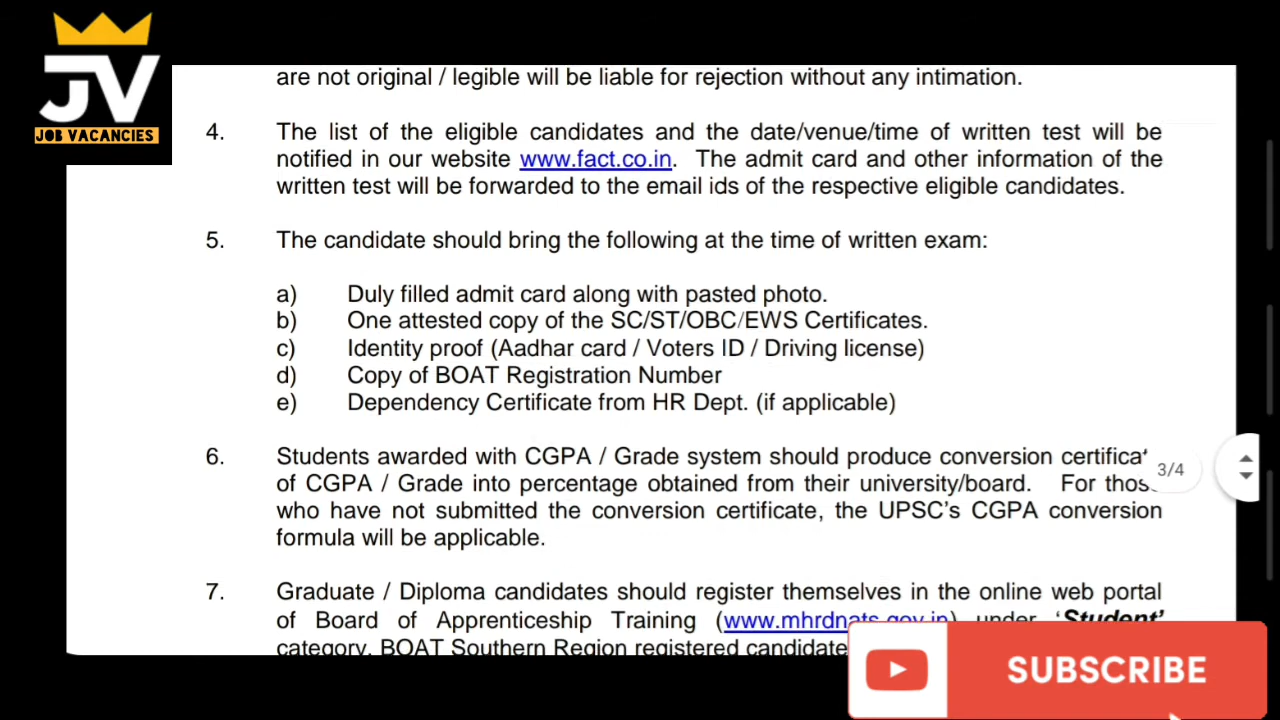 JV
JOB VACANCIES
are not original / legible will be liable for rejection without any intimation.
4. The list of the eligible candidates and the date/venue/time of written test will be
notified in our website www.fact.co.in. The admit card and other information of the
written test will be forwarded to the email ids of the respective eligible candidates.
5. The candidate should bring the following at the time of written exam:
a) Duly filled admit card along with pasted photo.
b) One attested copy of the SC/ST/OBC/EWS Certificates.
c) Identity proof (Aadhar card / Voters ID / Driving license)
d) Copy of BOAT Registration Number
e) Dependency Certificate from HR Dept. (if applicable)
6. Students awarded with CGPA / Grade system should produce conversion certificat
3/4
of CGPA / Grade into percentage obtained from their university/board. For thos
who have not submitted the conversion certificate, the UPSC's CGPA conversion
formula will be applicable.
7. Graduate / Diploma candidates should register themselves in the online web portal
of Board of Apprenticeship Training (www.mhrdnats.gov.in) under 'Student'
category. BOAT Southern Region registered candidate
SUBSCRIBE